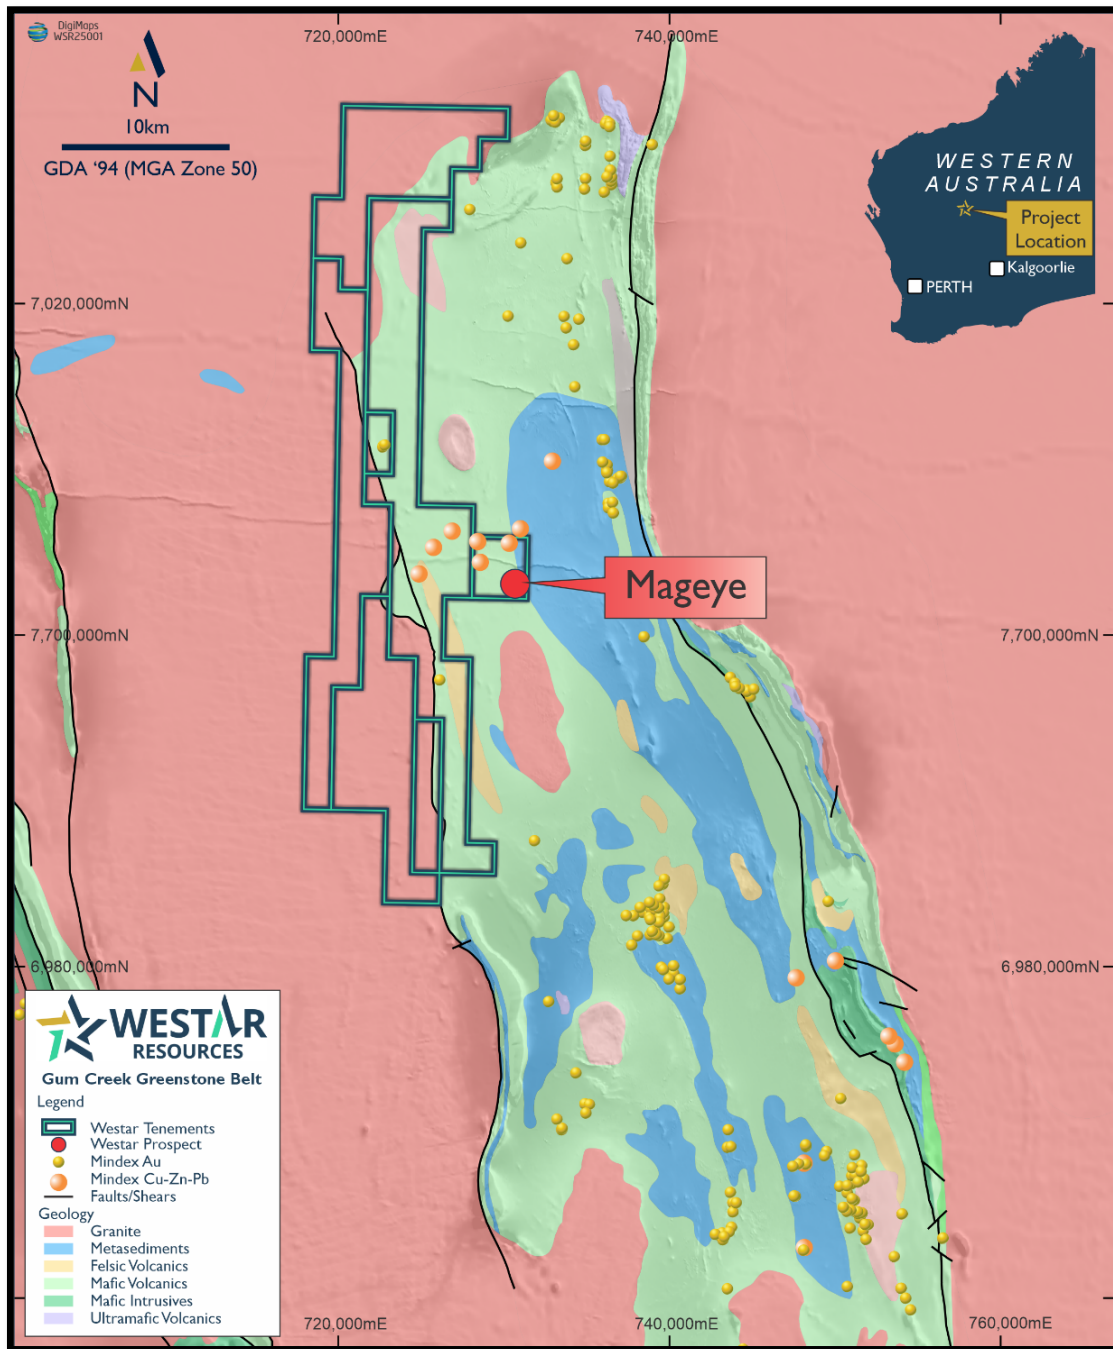 DigiMaps
WSR25001
720,000mE
740,000mE
N
10km
GDA '94 (MGA Zone 50)
WESTERN
AUSTRALIA
Project
Location
Kalgoorlie
PERTH
7,020,000mN
Mageye
7,700,000mN
7,700,000mN
6,980,000mN
6,980,000mN
WESTAR
RESOURCES
Gum Creek Greenstone Belt
Legend
Westar Tenements
Westar Prospect
Mindex Au
Mindex Cu-Zn-Pb
Faults/Shears
Geology
Granite
Metasediments
Felsic Volcanics
Mafic Volcanics
Mafic Intrusives
Ultramafic Volcanics
720,000mE
740,000mE
760,000mE